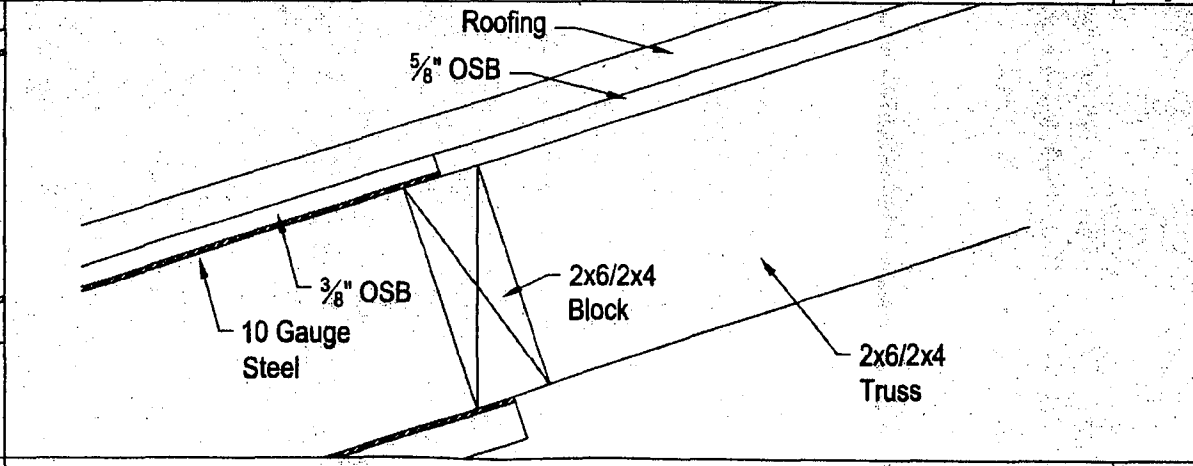 Roofing
5/8" OSB
3/8" OSB
10 Gauge
Steel
2x6/2x4
Block
2x6/2x4
Truss